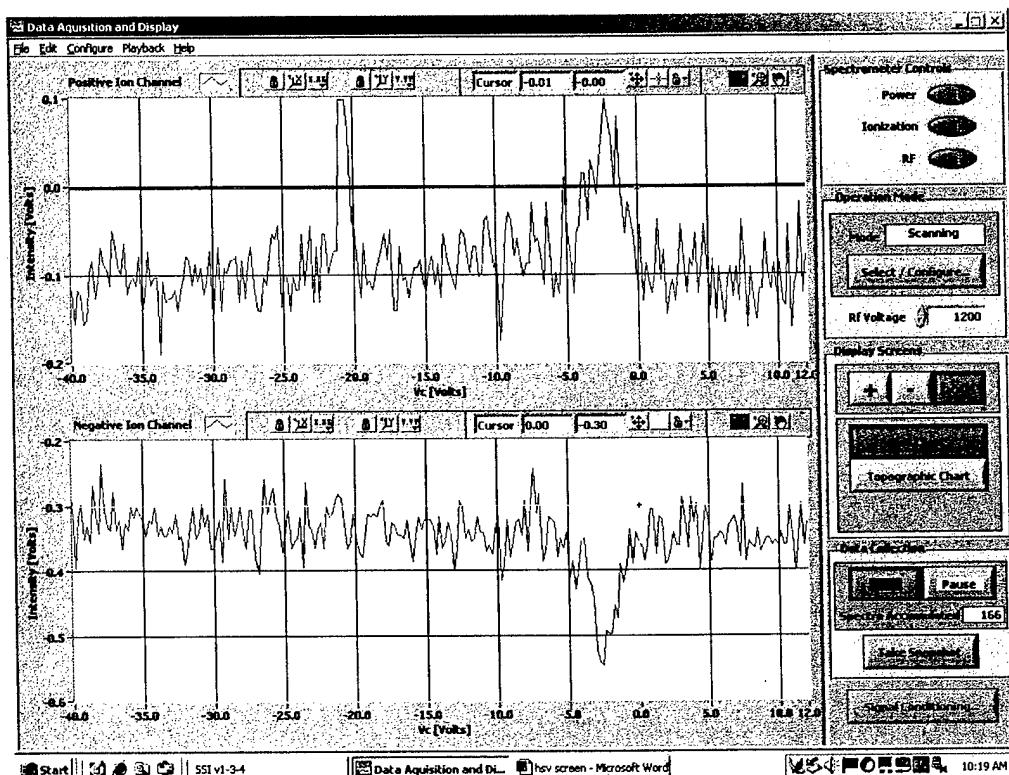 Data Aquisition and Display
File Edit Configure Playback Help
Positive Ion Channel
Cursor -0.01 -0.00
Intensity [Volts]
0.1
0.0
-0.1
-0.2
-40.0 -35.0 -30.0 -25.0 -20.0 -15.0 -10.0 -5.0 0.0 5.0 10.0 12.0
Vc [Volts]
Negative Ion Channel
Cursor 0.00 -0.30
Intensity [Volts]
-0.2
-0.3
-0.4
-0.5
-0.6
-40.0 -35.0 -30.0 -25.0 -20.0 -15.0 -10.0 -5.0 0.0 5.0 10.0 12.0
Vc [Volts]
Spectrometer Controls
Power
Ionization
RF
Operation Mode
Mode Scanning
Select / Configure...
Rf Voltage 1200
Display Screens
+ -
Topographic Chart
Data Collection
Pause
Spectra Accumulated 166
Take Snapshot
Signal Conditioning...
Start SSI v1-3-4 Data Aquisition and Di... hsv screen - Microsoft Word 10:19 AM